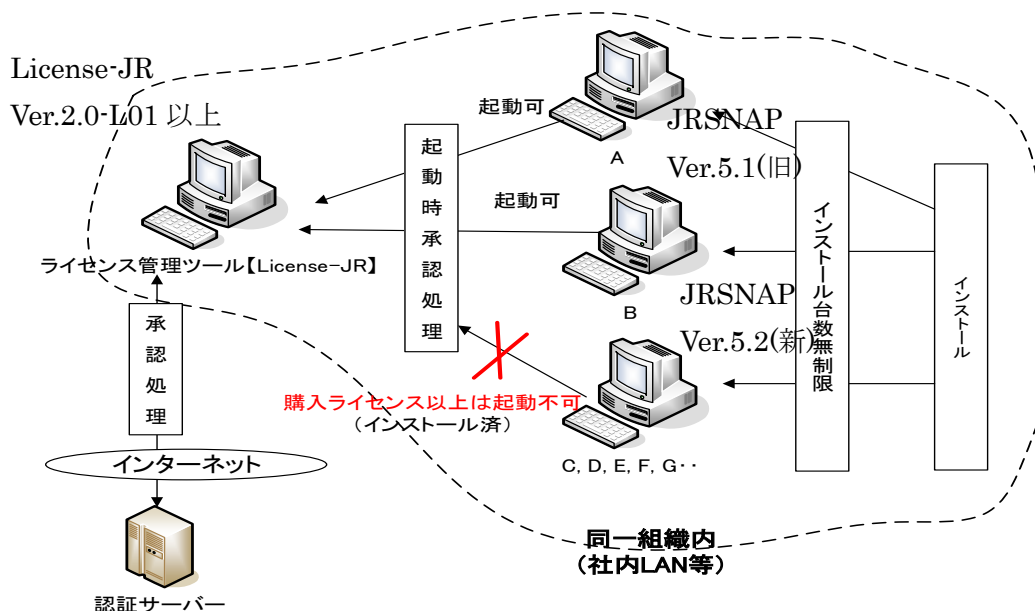 License-JR
Ver.2.0-L01 以上
ライセンス管理ツール【License-JR】
承認処理
インターネット
認証サーバー
起動時承認処理
起動可
起動可
A
JRSNAP
Ver.5.1(旧)
B
JRSNAP
Ver.5.2(新)
購入ライセンス以上は起動不可
（インストール済）
C, D, E, F, G・・
インストール台数無制限
インストール
同一組織内
（社内LAN等）